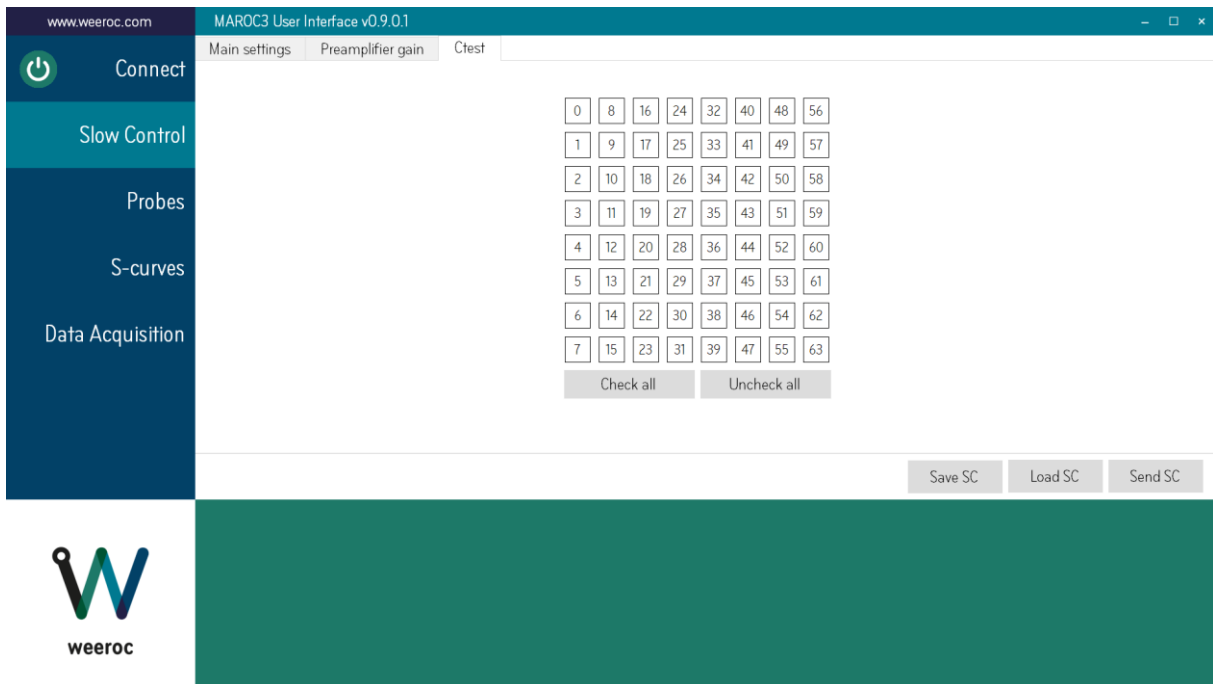 www.weeroc.com
MAROC3 User Interface v0.9.0.1
Connect
Slow Control
Probes
S-curves
Data Acquisition
Main settings Preamplifier gain Ctest
0 8 16 24 32 40 48 56
1 9 17 25 33 41 49 57
2 10 18 26 34 42 50 58
3 11 19 27 35 43 51 59
4 12 20 28 36 44 52 60
5 13 21 29 37 45 53 61
6 14 22 30 38 46 54 62
7 15 23 31 39 47 55 63
Check all Uncheck all
Save SC Load SC Send SC
weeroc